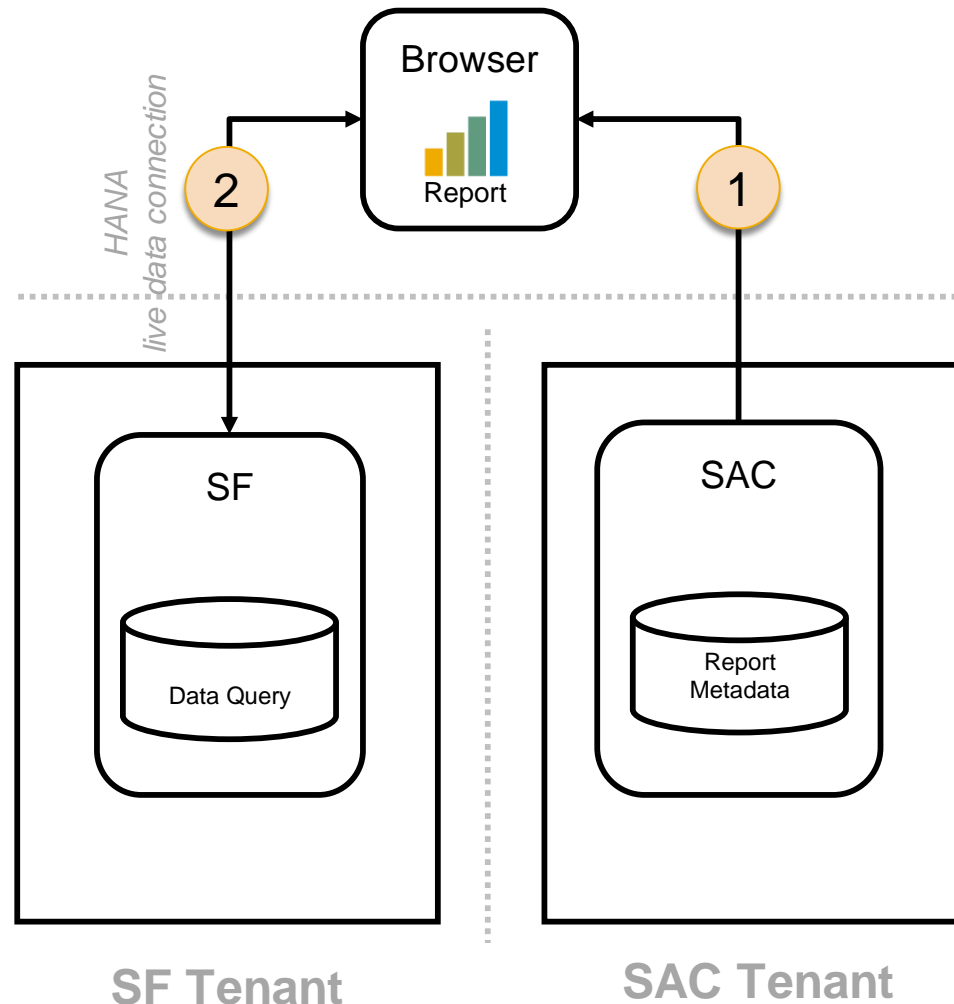 Browser
Report
HANA
live data connection
2
1
SF
SAC
Data Query
Report
Metadata
SF Tenant
SAC Tenant